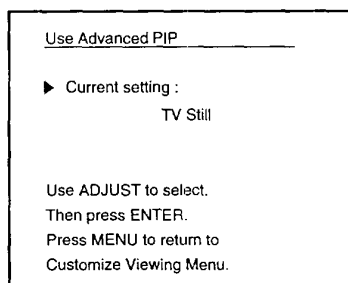 Use Advanced PIP
Current setting :
TV Still
Use ADJUST to select.
Then press ENTER.
Press MENU to return to
Customize Viewing Menu.